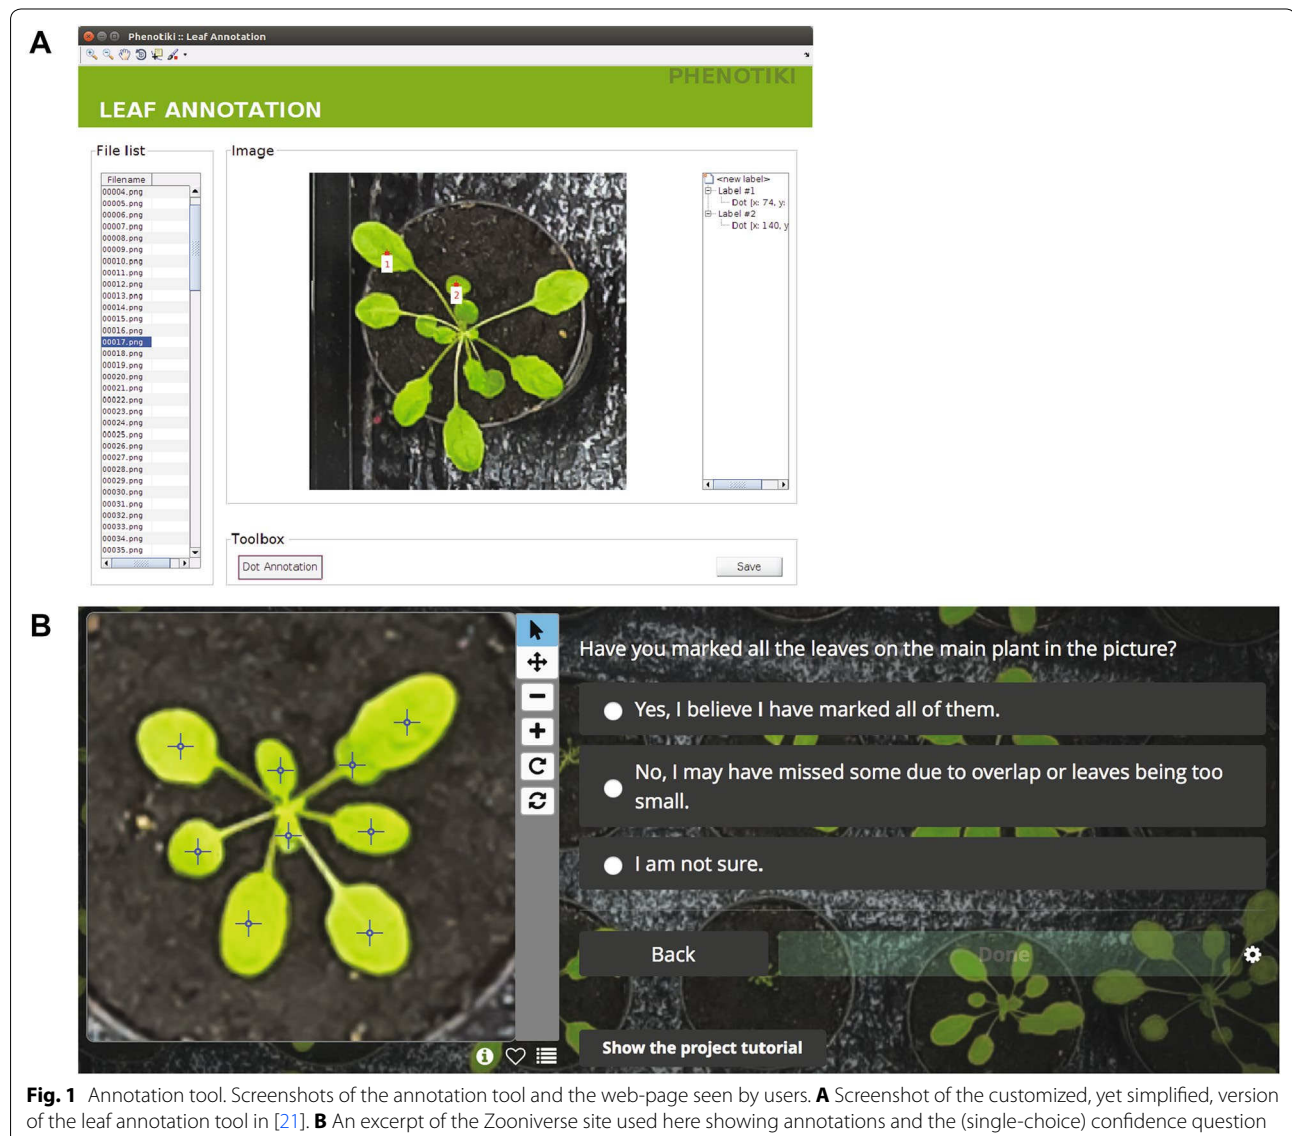 A
Phenotiki :: Leaf Annotation
PHENOTIKI
LEAF ANNOTATION
File list
Filename
00004.png
00005.png
00006.png
00007.png
00008.png
00009.png
00010.png
00011.png
00012.png
00013.png
00014.png
00015.png
00016.png
00017.png
00018.png
00019.png
00020.png
00021.png
00022.png
00023.png
00024.png
00025.png
00026.png
00027.png
00028.png
00029.png
00030.png
00031.png
00032.png
00033.png
00034.png
00035.png
Image
1
2
<new label>
Label #1
Dot [x: 74, y:
Label #2
Dot [x: 140, y
Toolbox
Dot Annotation
Save
B
Have you marked all the leaves on the main plant in the picture?
Yes, I believe I have marked all of them.
No, I may have missed some due to overlap or leaves being too
small.
I am not sure.
Back
Done
Show the project tutorial
Fig. 1 Annotation tool. Screenshots of the annotation tool and the web-page seen by users. A Screenshot of the customized, yet simplified, version
of the leaf annotation tool in [21]. B An excerpt of the Zooniverse site used here showing annotations and the (single-choice) confidence question